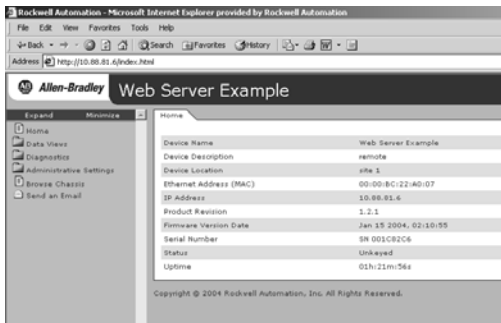 Rockwell Automation - Microsoft Internet Explorer provided by Rockwell Automation
File Edit View Favorites Tools Help
Back Search Favorites History
Address http://10.88.81.6/index.html
AB Allen-Bradley Web Server Example
Expand Minimize
Home
Data Views
Diagnostics
Administrative Settings
Browse Chassis
Send an Email
Home
Device Name Web Server Example
Device Description remote
Device Location site 1
Ethernet Address (MAC) 00:00:BC:22:A0:07
IP Address 10.88.81.6
Product Revision 1.2.1
Firmware Version Date Jan 15 2004, 02:10:55
Serial Number SN 001C82C6
Status Unkeyed
Uptime 01h:21m:56s
Copyright © 2004 Rockwell Automation, Inc. All Rights Reserved.